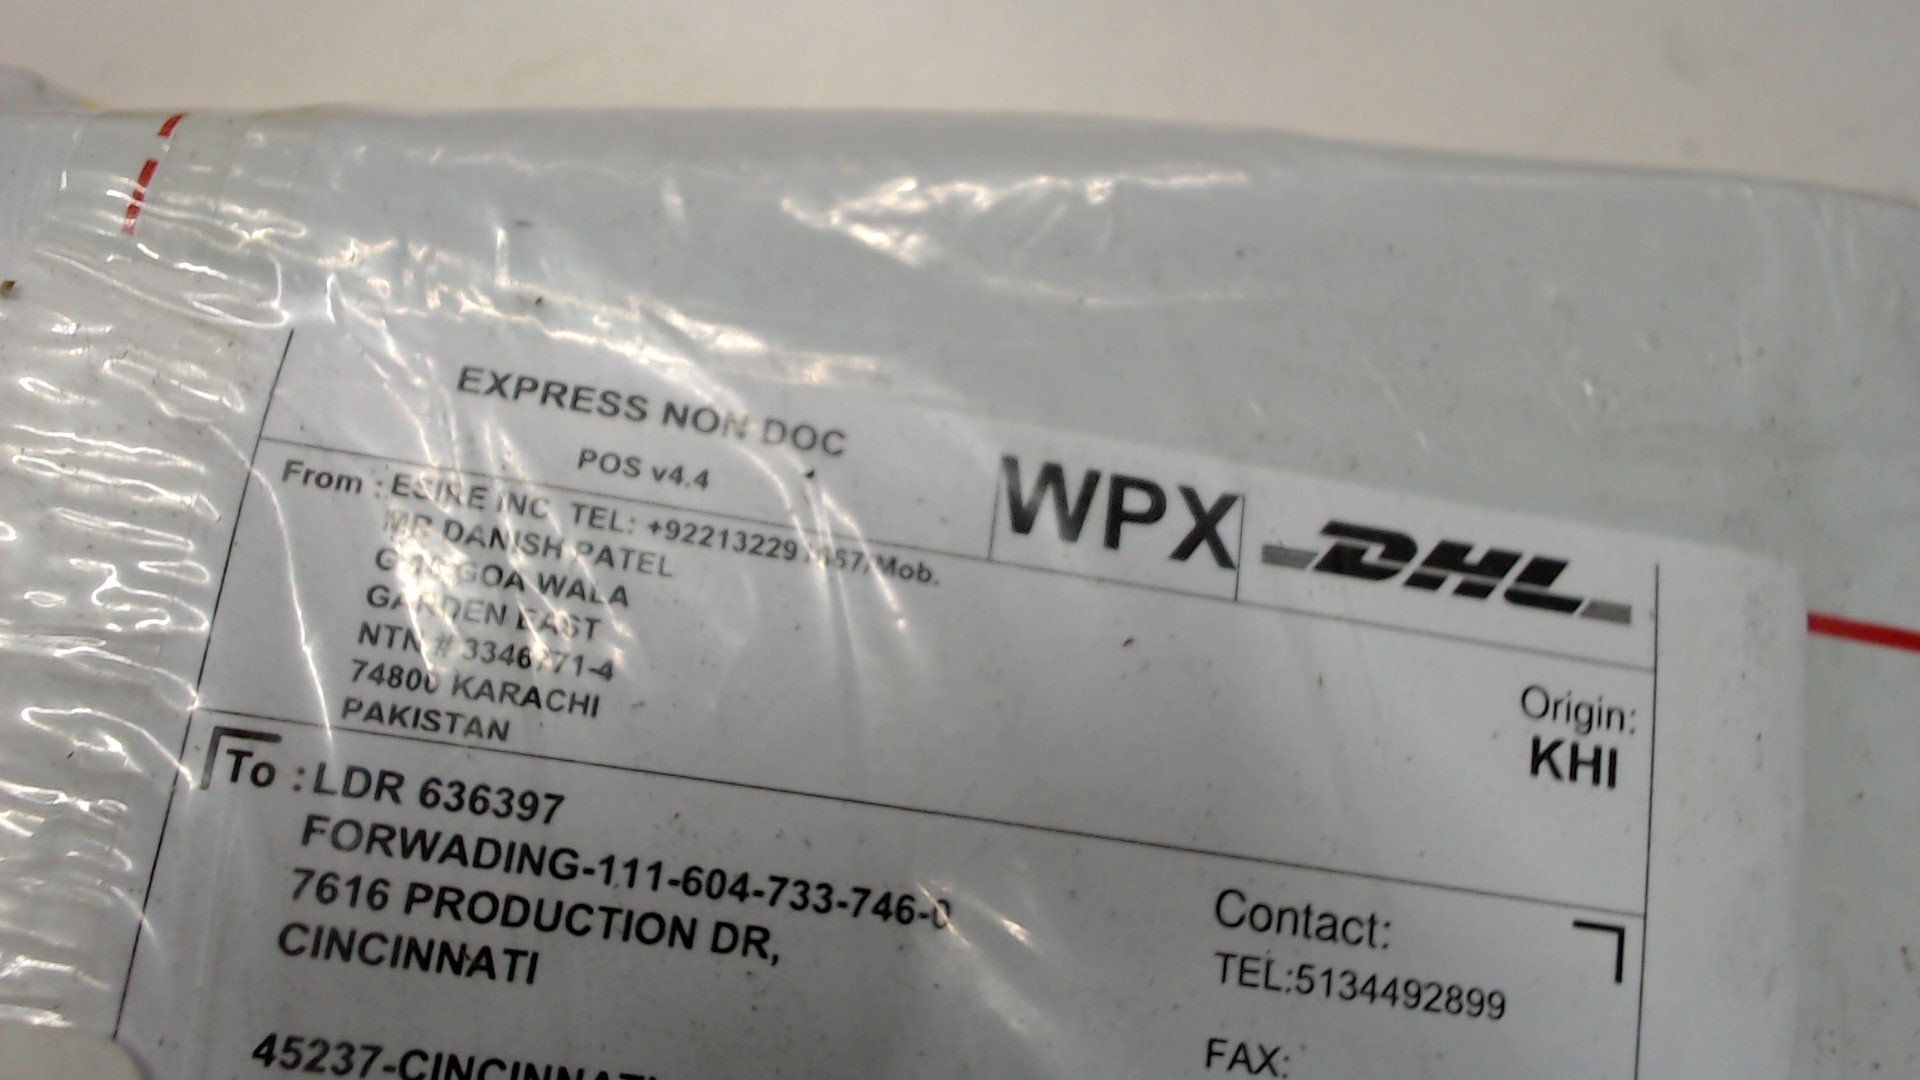 EXPRESS NON DOC
POS v4.4
WPX
DHL
From : ESIRE INC TEL: Mob.
MR DANISH PATEL
GOA WALA
GARDEN EAST
NTN #
74800 KARACHI
PAKISTAN
Origin:
KHI
To : LDR 636397
FORWADING-111-604-733-746-0
7616 PRODUCTION DR,
CINCINNATI
Contact:
TEL:5134492899
45237-CINCINNATI
FAX: